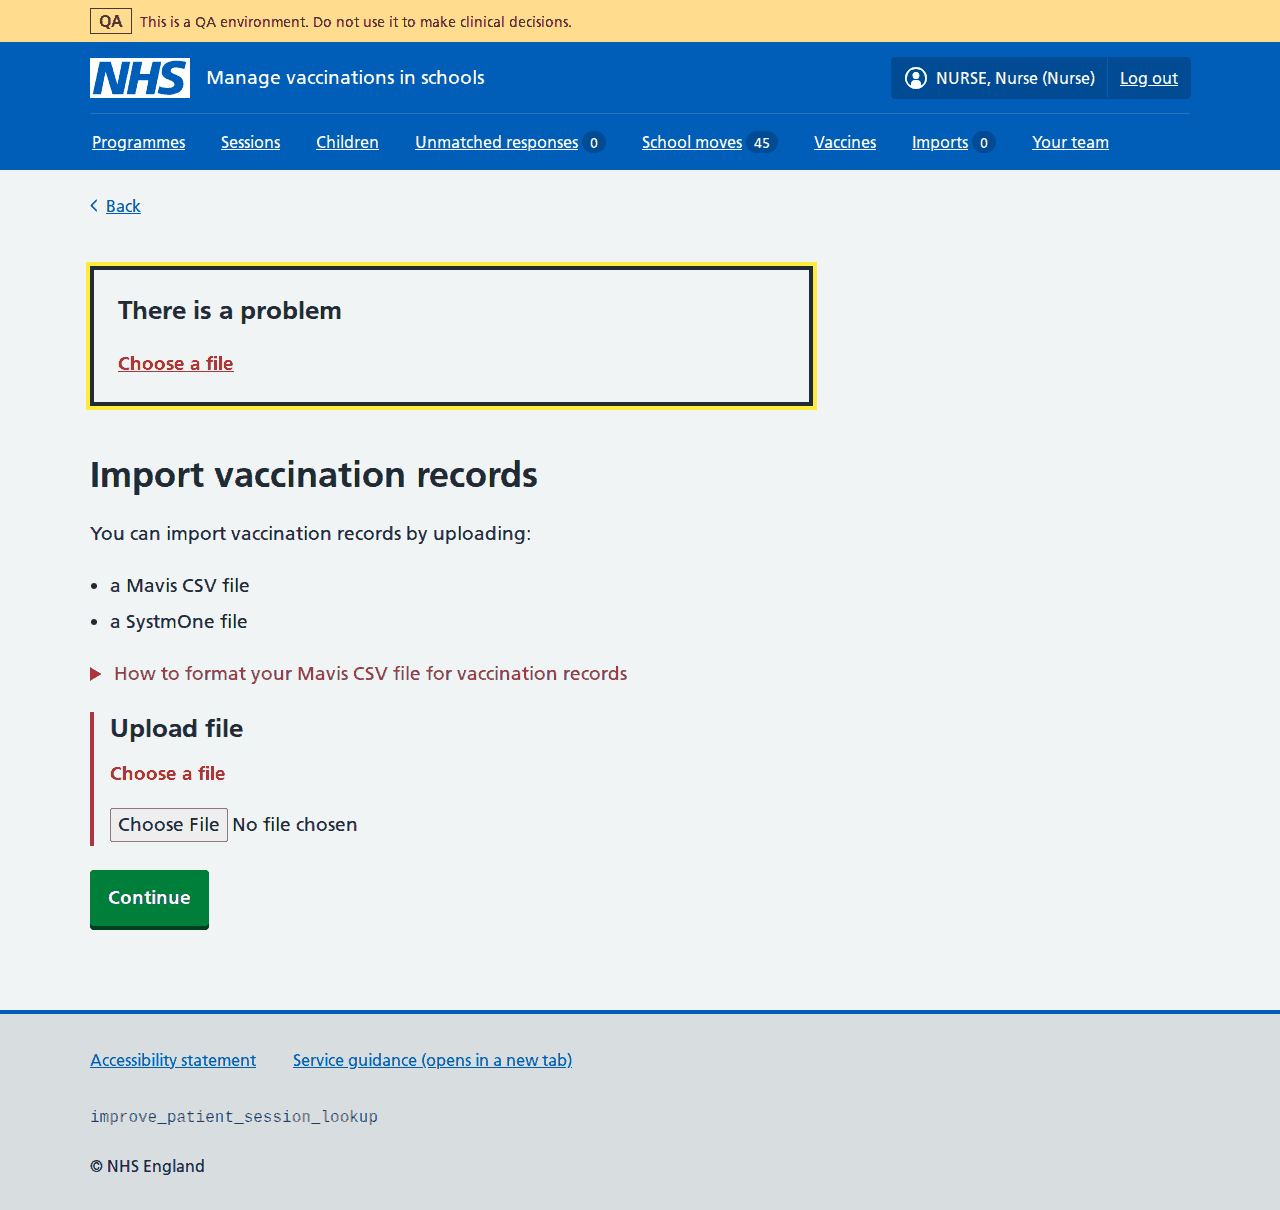 QA This is a QA environment. Do not use it to make clinical decisions.
NHS Manage vaccinations in schools NURSE, Nurse (Nurse) Log out
Programmes Sessions Children Unmatched responses 0 School moves 45 Vaccines Imports 0 Your team
Back
There is a problem
Choose a file
Import vaccination records
You can import vaccination records by uploading:
• a Mavis CSV file
• a SystmOne file
How to format your Mavis CSV file for vaccination records
Upload file
Choose a file
Choose File No file chosen
Continue
Accessibility statement Service guidance (opens in a new tab)
improve_patient_session_lookup
© NHS England